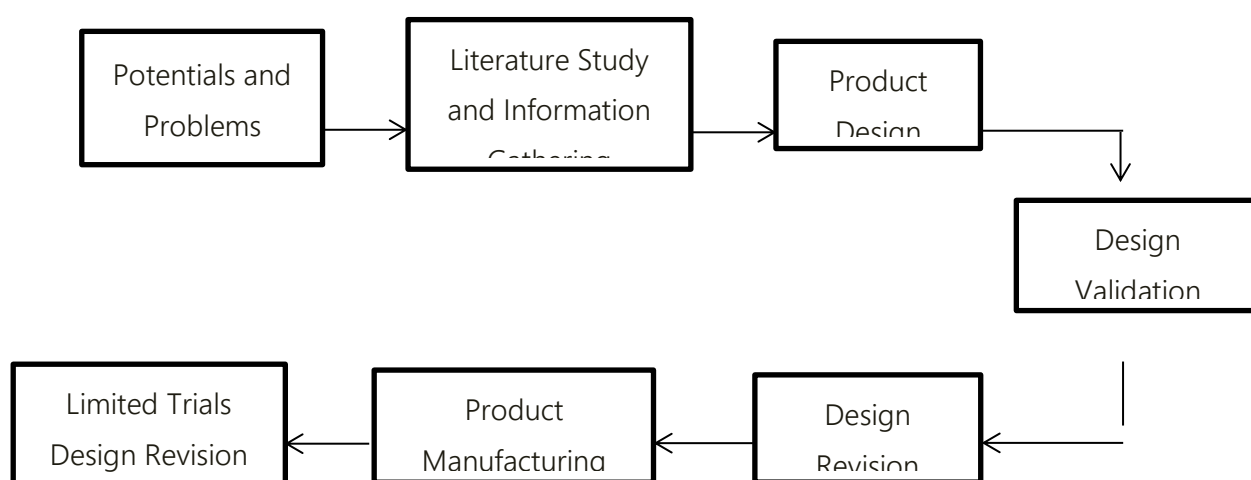 Potentials and
Problems
Literature Study
and Information
Gathering
Product
Design
Design
Validation
Design
Revision
Product
Manufacturing
Limited Trials
Design Revision